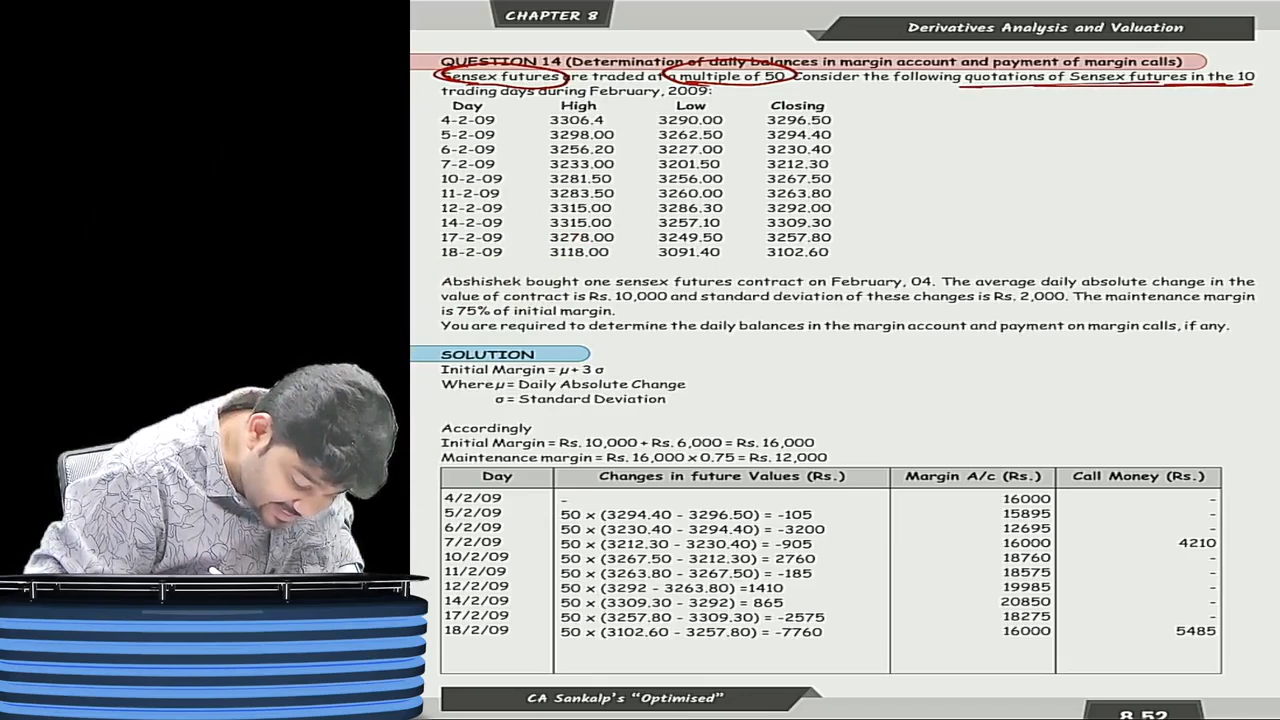 CHAPTER 8
Derivatives Analysis and Valuation
QUESTION 14 (Determination of daily balances in margin account and payment of margin calls)
Sensex futures are traded at a multiple of 50. Consider the following quotations of Sensex futures in the 10
trading days during February, 2009:
Day High Low Closing
4-2-09 3306.4 3290.00 3296.50
5-2-09 3298.00 3262.50 3294.40
6-2-09 3256.20 3227.00 3230.40
7-2-09 3233.00 3201.50 3212.30
10-2-09 3281.50 3256.00 3267.50
11-2-09 3283.50 3260.00 3263.80
12-2-09 3315.00 3286.30 3292.00
14-2-09 3315.00 3257.10 3309.30
17-2-09 3278.00 3249.50 3257.80
18-2-09 3118.00 3091.40 3102.60
Abshishek bought one sensex futures contract on February, 04. The average daily absolute change in the
value of contract is Rs. 10,000 and standard deviation of these changes is Rs. 2,000. The maintenance margin
is 75% of initial margin.
You are required to determine the daily balances in the margin account and payment on margin calls, if any.
SOLUTION
Initial Margin = μ+ 3 σ
Where μ = Daily Absolute Change
σ = Standard Deviation
Accordingly
Initial Margin = Rs. 10,000 + Rs. 6,000 = Rs. 16,000
Maintenance margin = Rs. 16,000 x 0.75 = Rs. 12,000
Day Changes in future Values (Rs.) Margin A/c (Rs.) Call Money (Rs.)
4/2/09 - 16000 -
5/2/09 50 x (3294.40 - 3296.50) = -105 15895 -
6/2/09 50 x (3230.40 - 3294.40) = -3200 12695 -
7/2/09 50 x (3212.30 - 3230.40) = -905 16000 4210
10/2/09 50 x (3267.50 - 3212.30) = 2760 18760 -
11/2/09 50 x (3263.80 - 3267.50) = -185 18575 -
12/2/09 50 x (3292 - 3263.80) =1410 19985 -
14/2/09 50 x (3309.30 - 3292) = 865 20850 -
17/2/09 50 x (3257.80 - 3309.30) = -2575 18275 -
18/2/09 50 x (3102.60 - 3257.80) = -7760 16000 5485
CA Sankalp's "Optimised"
8.52